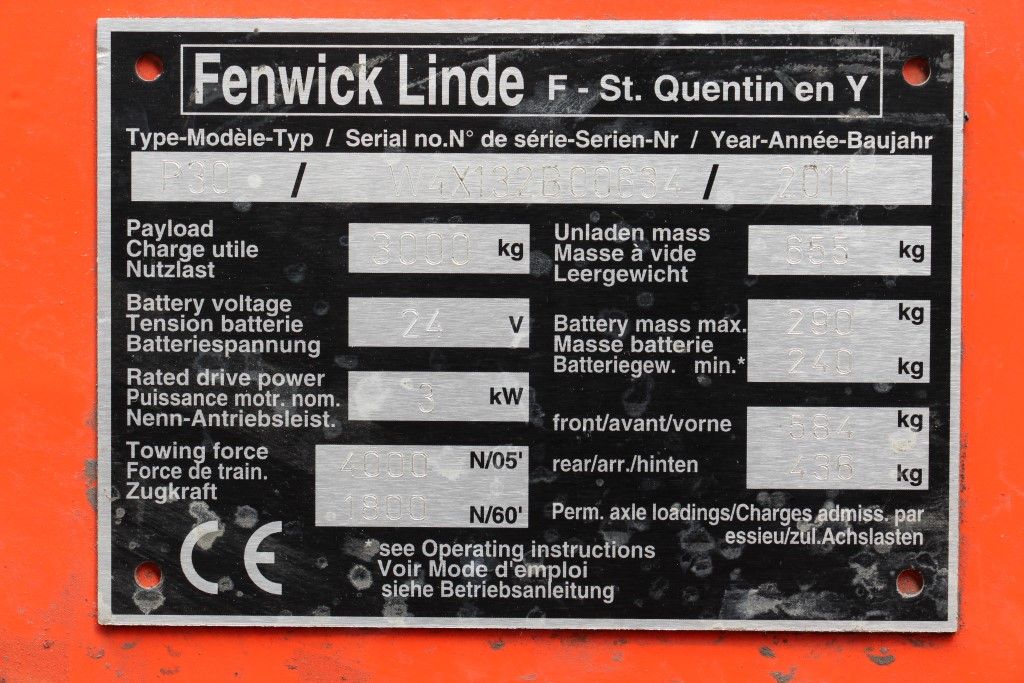 Fenwick Linde F - St. Quentin en Y
Type-Modèle-Typ / Serial no.N° de série-Serien-Nr / Year-Année-Baujahr
P30 / W4X132B00634 / 2011
Payload
Charge utile
Nutzlast
3000 kg
Unladen mass
Masse à vide
Leergewicht
655 kg
Battery voltage
Tension batterie
Batteriespannung
24 V
Battery mass max.
Masse batterie
Batteriegew. min.*
290 kg
240 kg
Rated drive power
Puissance motr. nom.
Nenn-Antriebsleist.
3 kW
front/avant/vorne
584 kg
rear/arr./hinten
436 kg
Towing force
Force de train.
Zugkraft
4000 N/05'
1800 N/60'
Perm. axle loadings/Charges admiss. par
essieu/zul.Achslasten
CE
*see Operating instructions
Voir Mode d'emploi
siehe Betriebsanleitung